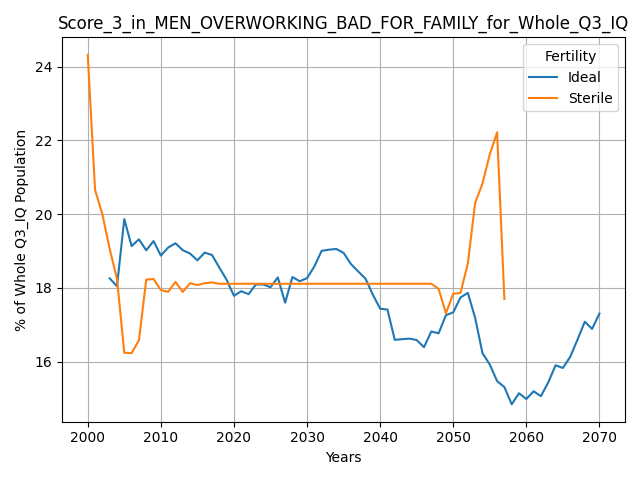 Score_3_in_MEN_OVERWORKING_BAD_FOR_FAMILY_for_Whole_Q3_IQ
Fertility
Ideal
Sterile
% of Whole Q3_IQ Population
24
22
20
18
16
2000
2010
2020
2030
2040
2050
2060
2070
Years